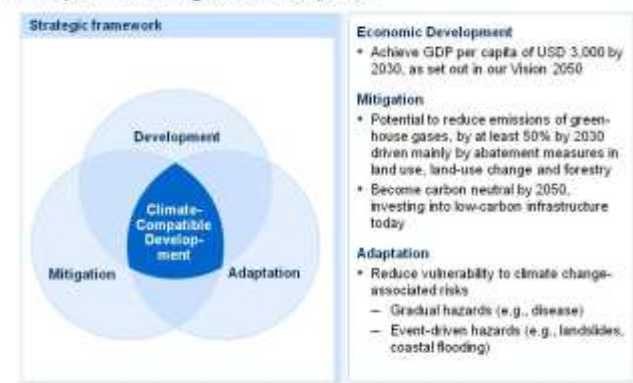 Strategic framework
Development
Climate-
Compatible
Develop-
ment
Mitigation
Adaptation
Economic Development
• Achieve GDP per capita of USD 3,000 by
2030, as set out in our Vision 2050
Mitigation
• Potential to reduce emissions of green-
house gases, by at least 50% by 2030
driven mainly by abatement measures in
land use, land-use change and forestry
• Become carbon neutral by 2050,
investing into low-carbon infrastructure
today
Adaptation
• Reduce vulnerability to climate change-
associated risks
– Gradual hazards (e.g., disease)
– Event-driven hazards (e.g., landslides,
coastal flooding)